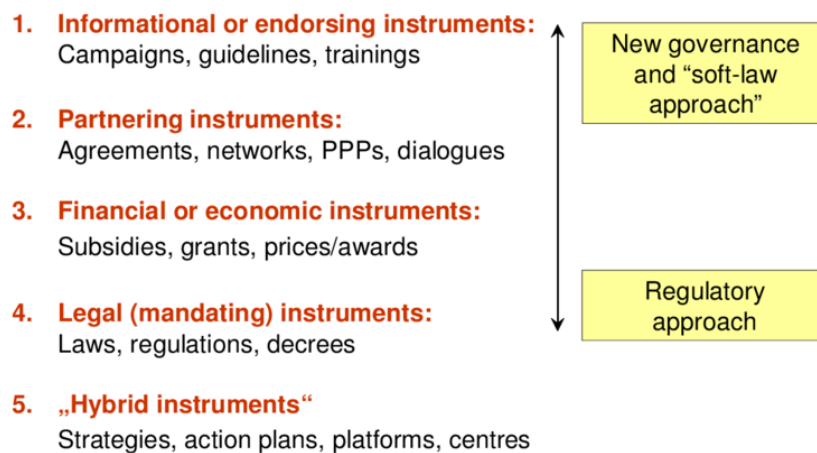 1. Informational or endorsing instruments:
Campaigns, guidelines, trainings
2. Partnering instruments:
Agreements, networks, PPPs, dialogues
3. Financial or economic instruments:
Subsidies, grants, prices/awards
4. Legal (mandating) instruments:
Laws, regulations, decrees
5. „Hybrid instruments“
Strategies, action plans, platforms, centres
New governance
and “soft-law
approach”
Regulatory
approach